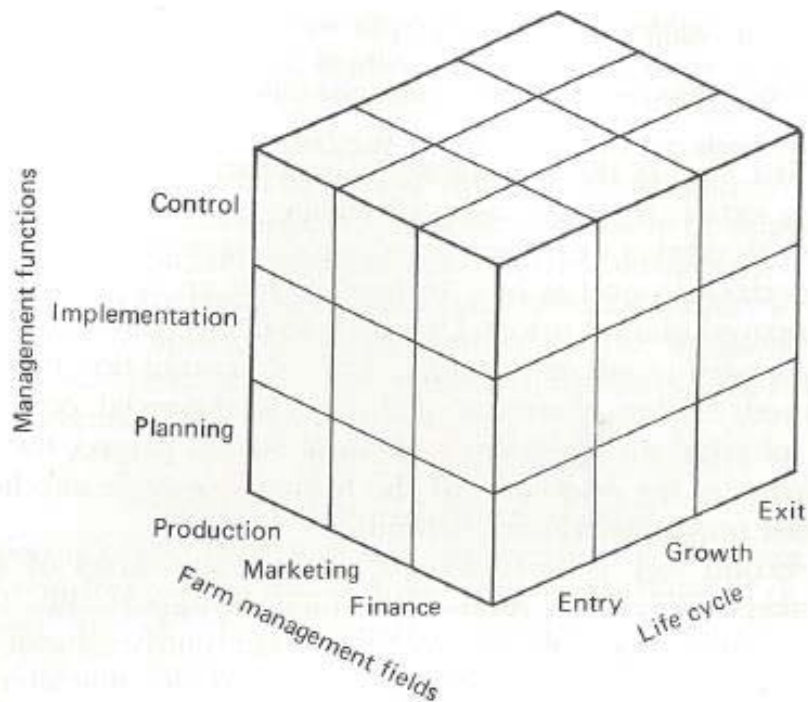 Management functions
Control
Implementation
Planning
Production
Marketing
Finance
Farm management fields
Entry
Growth
Exit
Life cycle